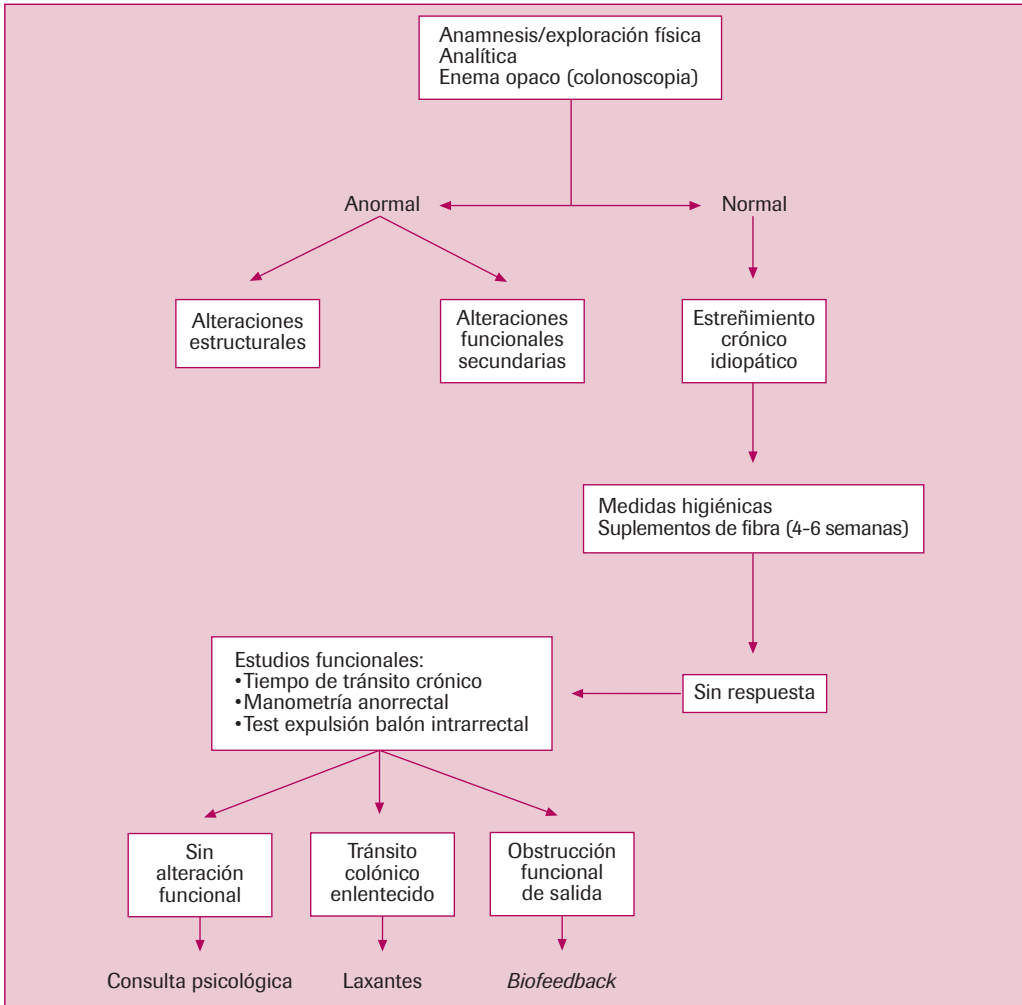 Anamnesis/exploración física
Analítica
Enema opaco (colonoscopia)
Anormal
Normal
Alteraciones
estructurales
Alteraciones
funcionales
secundarias
Estreñimiento
crónico
idiopático
Medidas higiénicas
Suplementos de fibra (4-6 semanas)
Sin respuesta
Estudios funcionales:
•Tiempo de tránsito crónico
•Manometría anorrectal
•Test expulsión balón intrarrectal
Sin
alteración
funcional
Tránsito
colónico
enlentecido
Obstrucción
funcional
de salida
Consulta psicológica
Laxantes
Biofeedback